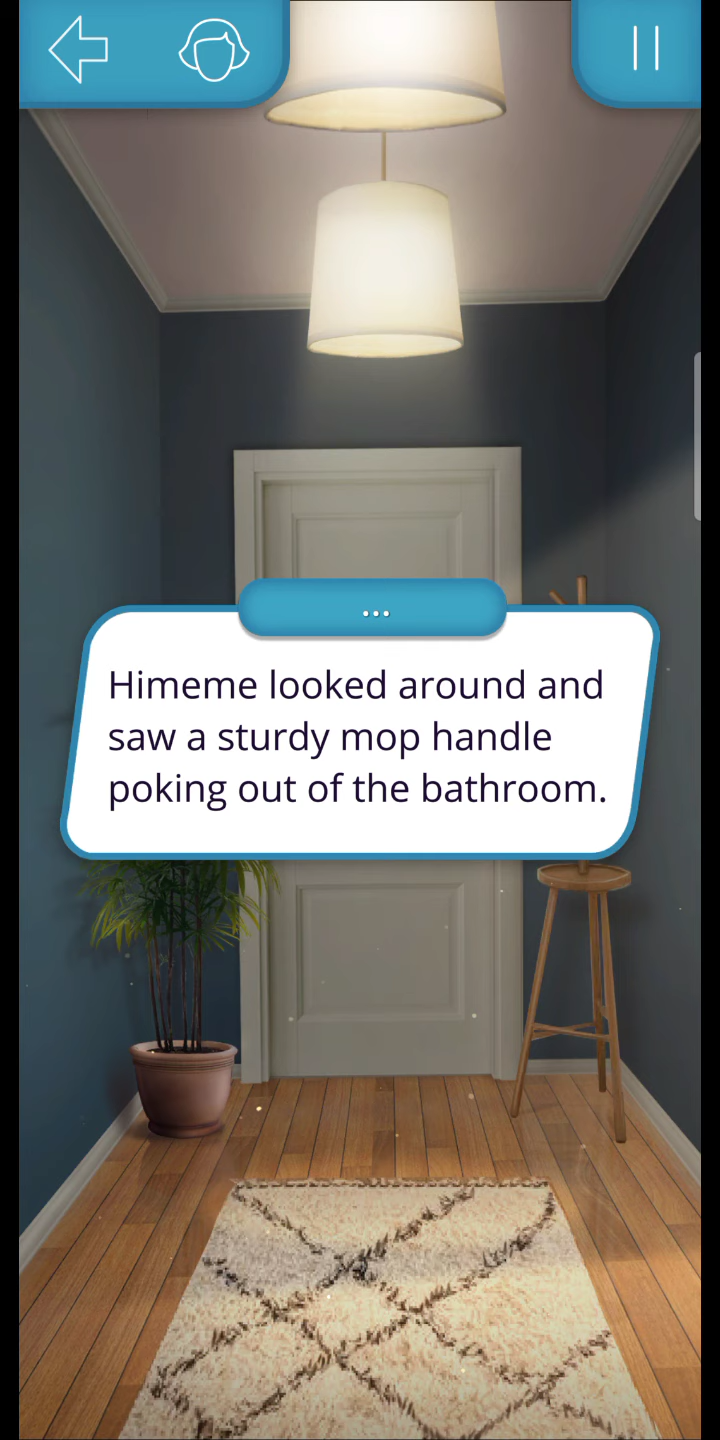 ...
Himeme looked around and
saw a sturdy mop handle
poking out of the bathroom.